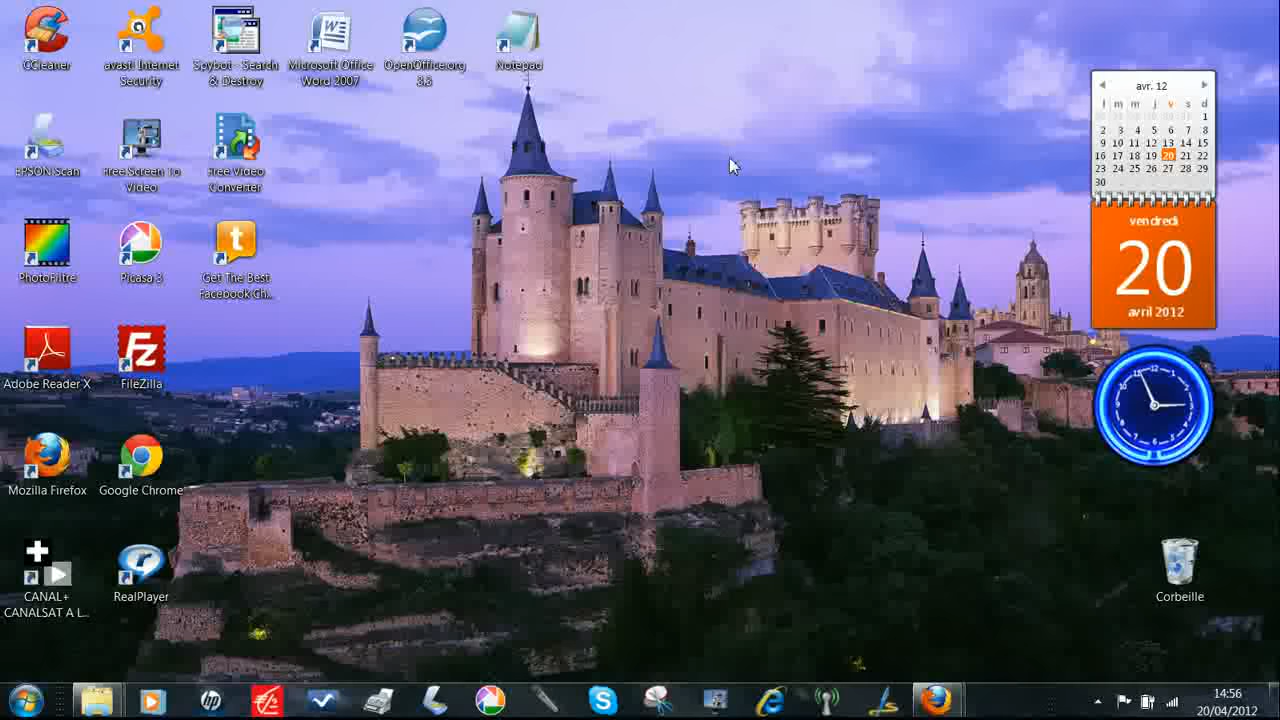 CCleaner
avast! Internet
Security
Spybot - Search
& Destroy
Microsoft Office
Word 2007
OpenOffice.org
3.3
Notepad
EPSON Scan
Free Screen To
Video
Free Video
Converter
PhotoFiltre
Picasa 3
Get The Best
Facebook Ch...
Adobe Reader X
FileZilla
Mozilla Firefox
Google Chrome
CANAL+
CANALSAT A L...
RealPlayer
avr. 12
l m m j v s d
1
2 3 4 5 6 7 8
9 10 11 12 13 14 15
16 17 18 19 20 21 22
23 24 25 26 27 28 29
30
vendredi
20
avril 2012
Corbeille
14:56
20/04/2012